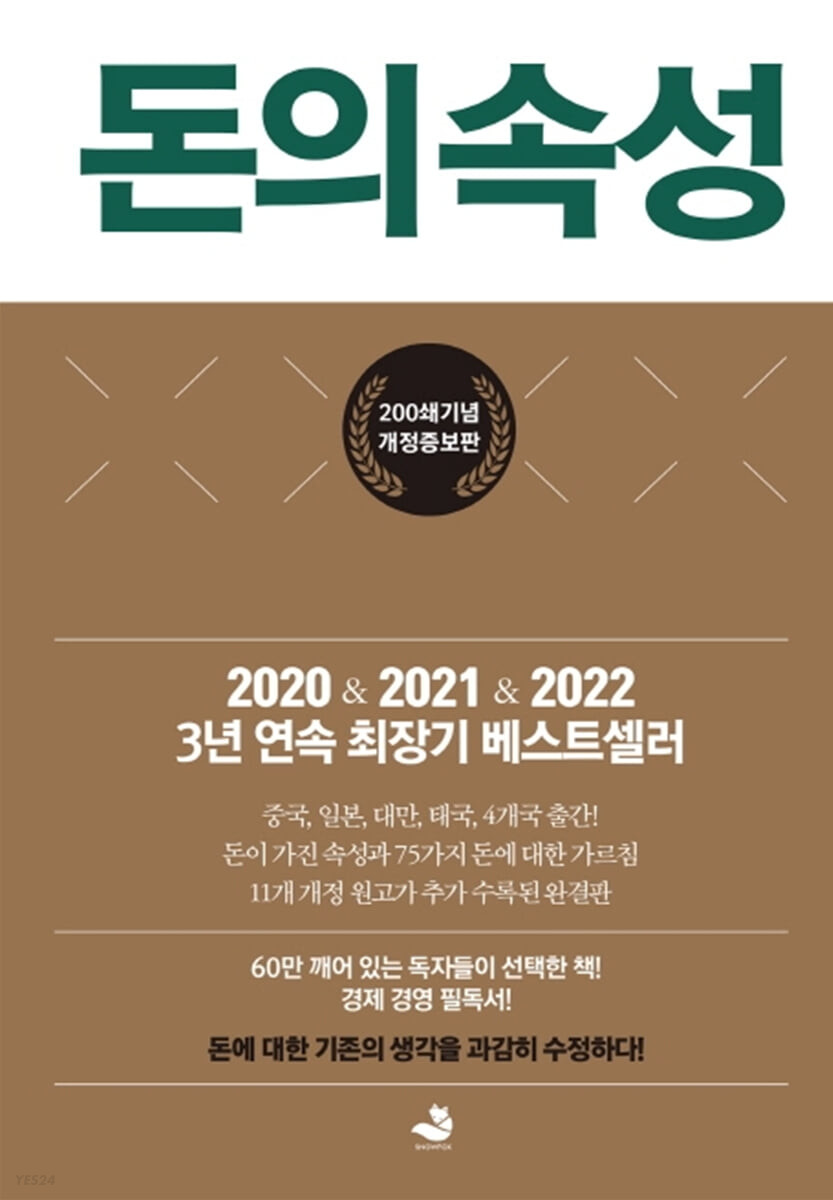 돈의 속성
200쇄기념
개정증보판
2020 & 2021 & 2022
3년 연속 최장기 베스트셀러
중국, 일본, 대만, 태국, 4개국 출간!
돈이 가진 속성과 75가지 돈에 대한 가르침
11개 개정 원고가 추가 수록된 완결판
60만 깨어 있는 독자들이 선택한 책!
경제 경영 필독서!
돈에 대한 기존의 생각을 과감히 수정하다!
SNOWFOX
YES24